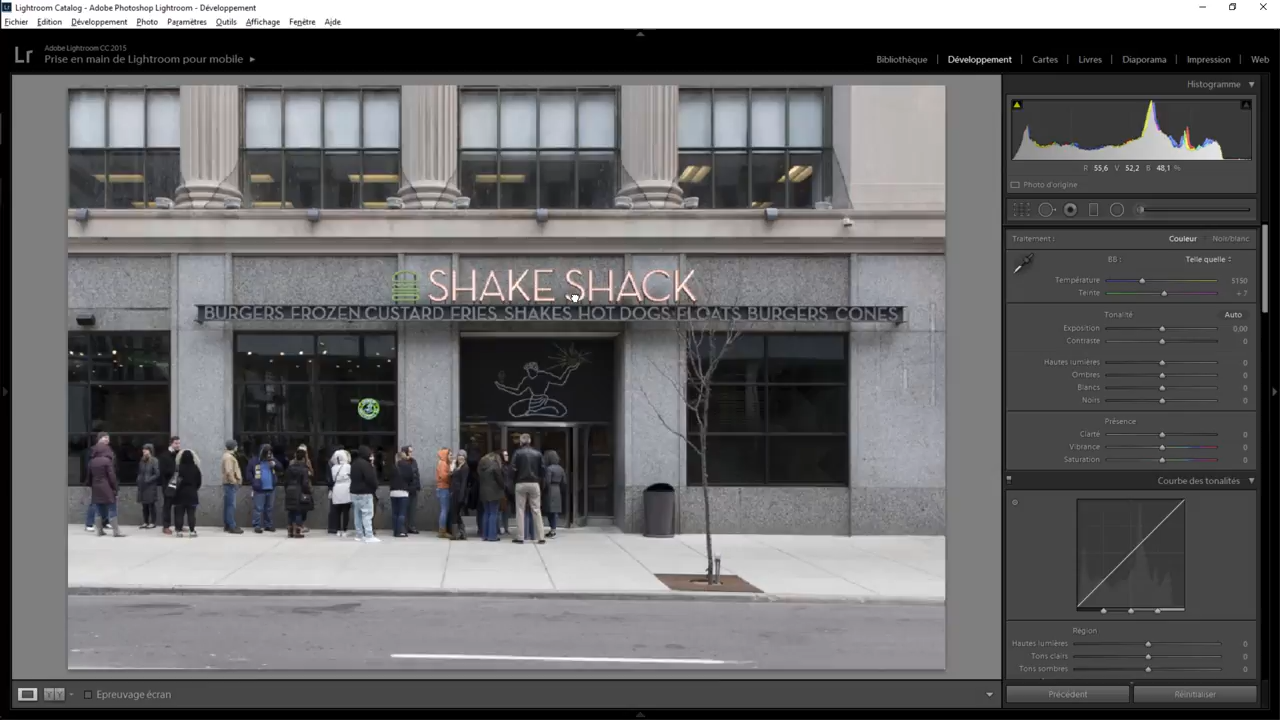 Lightroom Catalog - Adobe Photoshop Lightroom - Développement
Fichier Edition Développement Photo Paramètres Outils Affichage Fenêtre Aide
Lr
Adobe Lightroom CC 2015
Prise en main de Lightroom pour mobile
Bibliothèque Développement Cartes Livres Diaporama Impression Web
Histogramme
R 55,6 V 52,2 B 48,1 %
Photo d'origine
Traitement : Couleur Noir/blanc
BB : Telle quelle
Température 5150
Teinte + 7
Tonalité Auto
Exposition 0,00
Contraste 0
Hautes lumières 0
Ombres 0
Blancs 0
Noirs 0
Présence
Clarté 0
Vibrance 0
Saturation 0
Courbe des tonalités
Région
Hautes lumières 0
Tons clairs 0
Tons sombres 0
Précédent Réinitialiser
SHAKE SHACK
BURGERS FROZEN CUSTARD FRIES SHAKES HOT DOGS FLOATS BURGERS CONES
Epreuvage écran